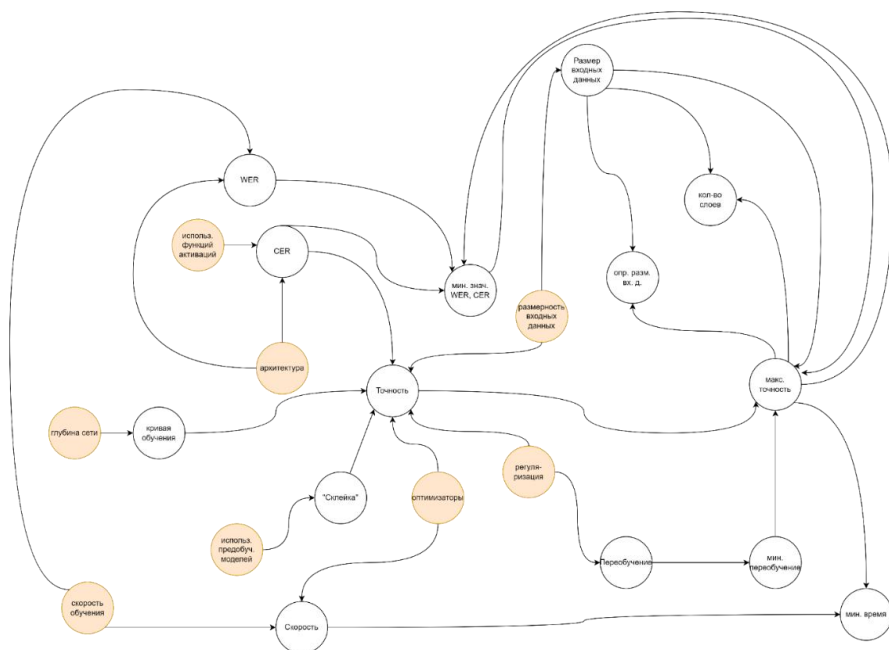 Размер
входных
данных
WER
кол-во
слоев
использ.
функций
активаций
CER
опр. разм.
вх. д.
мин. знач.
WER, CER
размерность
входных
данных
архитектура
Точность
макс.
точность
глубина сети
кривая
обучения
регуля-
ризация
"Склейка"
оптимизаторы
использ.
предобуч.
моделей
Переобучение
мин.
переобучение
скорость
обучения
Скорость
мин. время